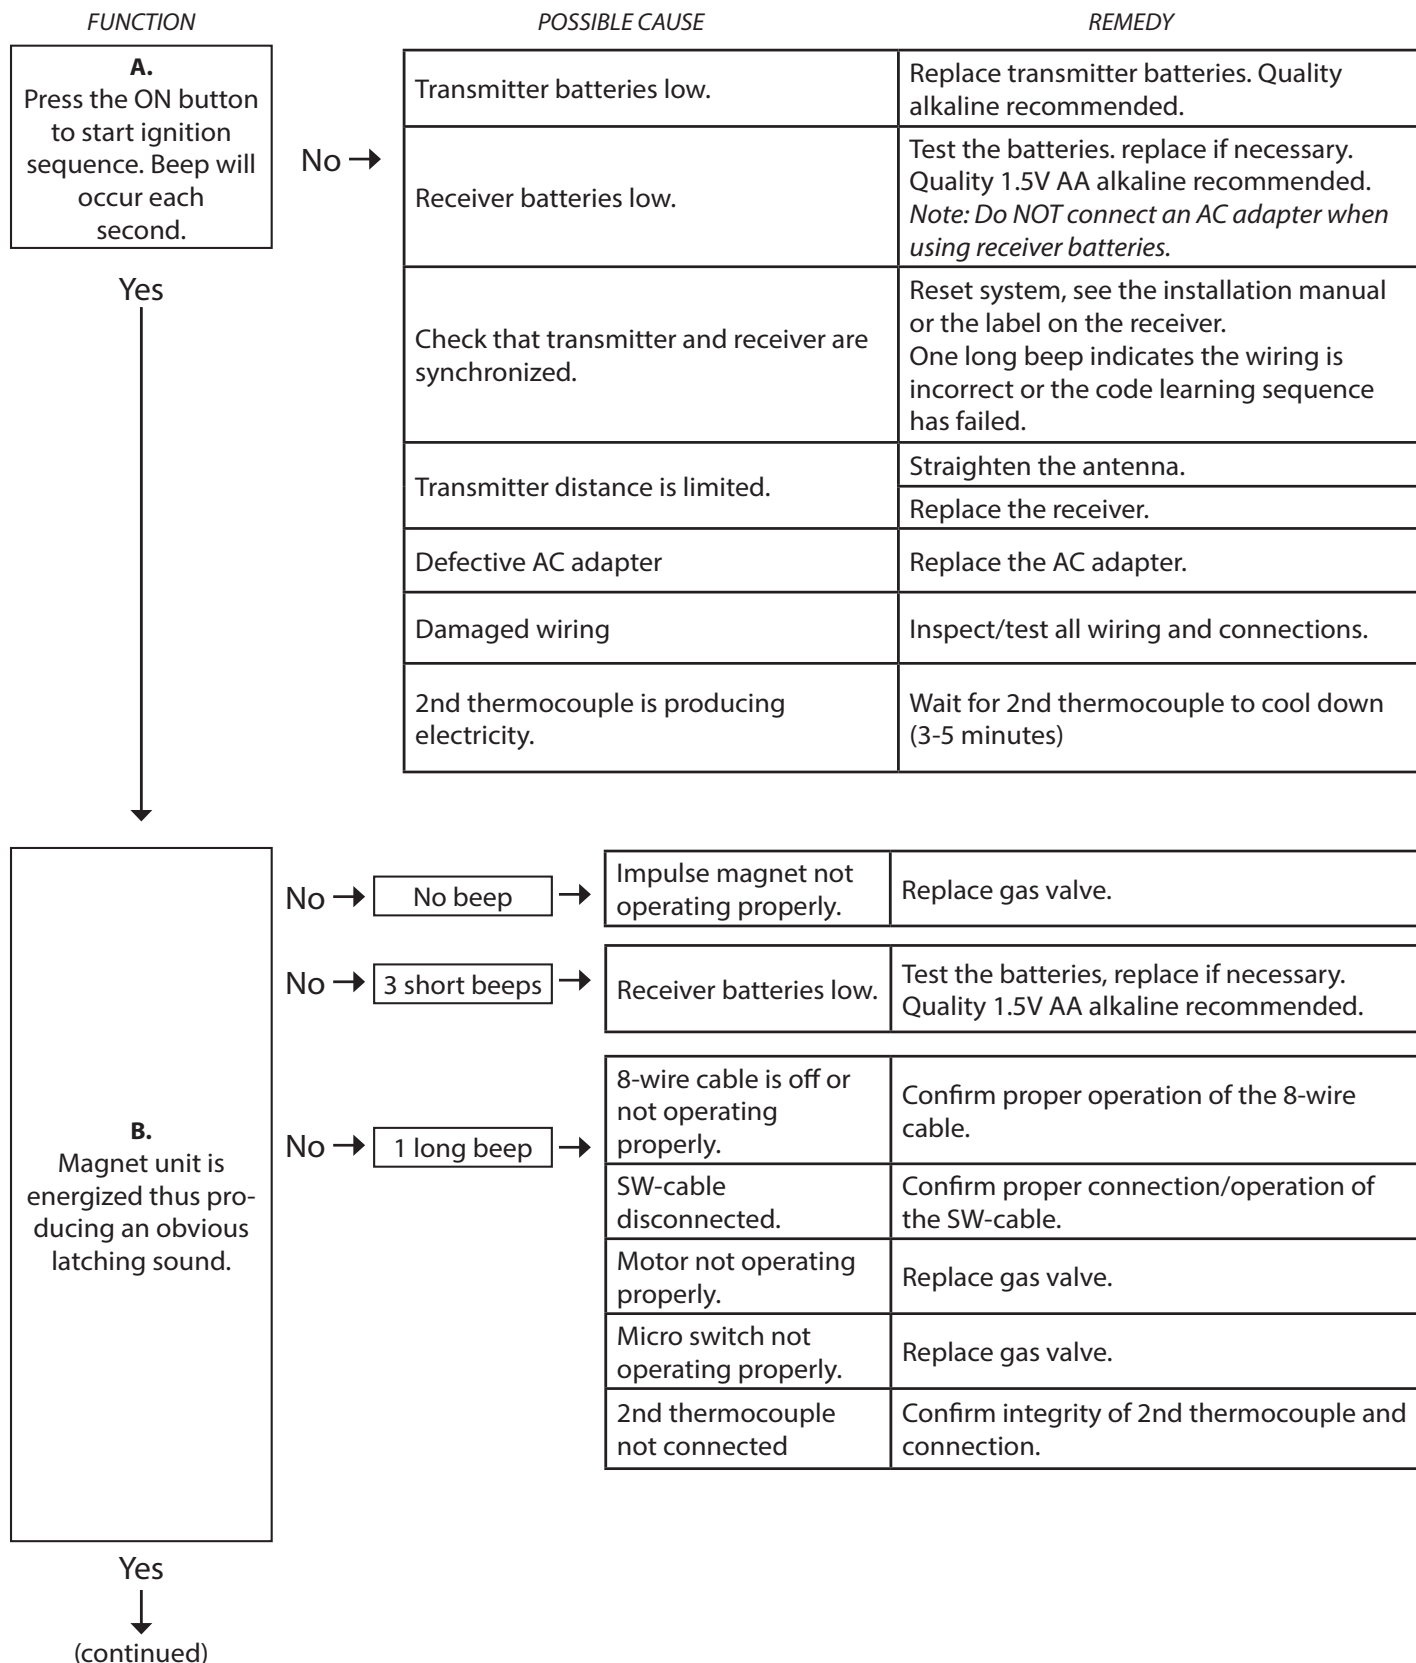 FUNCTION
POSSIBLE CAUSE
REMEDY
A.
Press the ON button
to start ignition
sequence. Beep will
occur each
second.
No
Transmitter batteries low.
Replace transmitter batteries. Quality
alkaline recommended.
Receiver batteries low.
Test the batteries. replace if necessary.
Quality 1.5V AA alkaline recommended.
Note: Do NOT connect an AC adapter when
using receiver batteries.
Check that transmitter and receiver are
synchronized.
Reset system, see the installation manual
or the label on the receiver.
One long beep indicates the wiring is
incorrect or the code learning sequence
has failed.
Transmitter distance is limited.
Straighten the antenna.
Replace the receiver.
Defective AC adapter
Replace the AC adapter.
Damaged wiring
Inspect/test all wiring and connections.
2nd thermocouple is producing
electricity.
Wait for 2nd thermocouple to cool down
(3-5 minutes)
Yes
B.
Magnet unit is
energized thus pro-
ducing an obvious
latching sound.
No
No beep
Impulse magnet not
operating properly.
Replace gas valve.
No
3 short beeps
Receiver batteries low.
Test the batteries, replace if necessary.
Quality 1.5V AA alkaline recommended.
No
1 long beep
8-wire cable is off or
not operating
properly.
Confirm proper operation of the 8-wire
cable.
SW-cable
disconnected.
Confirm proper connection/operation of
the SW-cable.
Motor not operating
properly.
Replace gas valve.
Micro switch not
operating properly.
Replace gas valve.
2nd thermocouple
not connected
Confirm integrity of 2nd thermocouple and
connection.
Yes
(continued)